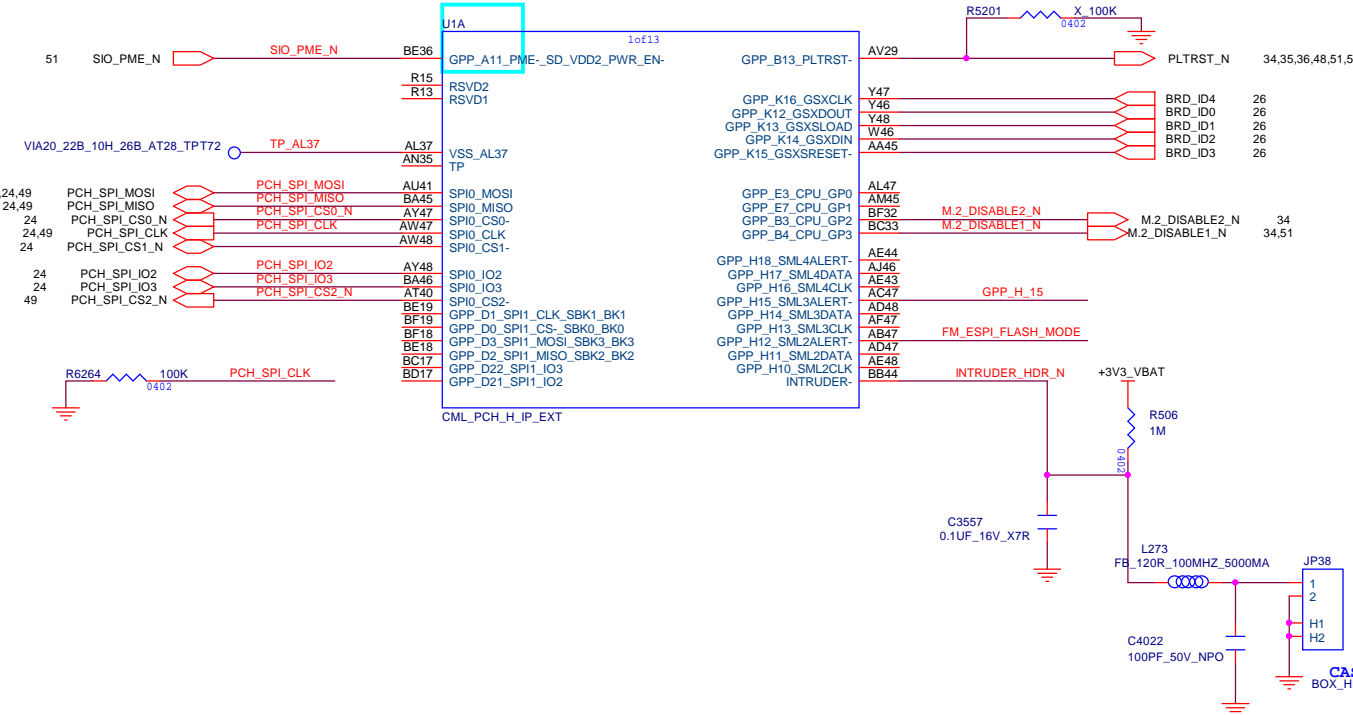 R5201 X_100K
0402
U1A
1of13
51 SIO_PME_N SIO_PME_N BE36 GPP_A11_PME-_SD_VDD2_PWR_EN- GPP_B13_PLTRST- AV29 PLTRST_N 34,35,36,48,51,5
R15 RSVD2
R13 RSVD1
GPP_K16_GSXCLK Y47 BRD_ID4 26
GPP_K12_GSXDOUT Y46 BRD_ID0 26
GPP_K13_GSXSLOAD Y48 BRD_ID1 26
GPP_K14_GSXDIN W46 BRD_ID2 26
GPP_K15_GSXSRESET- AA45 BRD_ID3 26
VIA20_22B_10H_26B_AT28_TPT72 TP_AL37 AL37 VSS_AL37
AN35 TP
,24,49 PCH_SPI_MOSI PCH_SPI_MOSI AU41 SPI0_MOSI GPP_E3_CPU_GP0 AL47
24,49 PCH_SPI_MISO PCH_SPI_MISO BA45 SPI0_MISO GPP_E7_CPU_GP1 AM45
24 PCH_SPI_CS0_N PCH_SPI_CS0_N AY47 SPI0_CS0- GPP_B3_CPU_GP2 BF32 M.2_DISABLE2_N M.2_DISABLE2_N 34
24,49 PCH_SPI_CLK PCH_SPI_CLK AW47 SPI0_CLK GPP_B4_CPU_GP3 BC33 M.2_DISABLE1_N M.2_DISABLE1_N 34,51
24 PCH_SPI_CS1_N AW48 SPI0_CS1-
GPP_H18_SML4ALERT- AE44
24 PCH_SPI_IO2 PCH_SPI_IO2 AY48 SPI0_IO2 GPP_H17_SML4DATA AJ46
24 PCH_SPI_IO3 PCH_SPI_IO3 BA46 SPI0_IO3 GPP_H16_SML4CLK AE43
49 PCH_SPI_CS2_N PCH_SPI_CS2_N AT40 SPI0_CS2- GPP_H15_SML3ALERT- AC47 GPP_H_15
BE19 GPP_D1_SPI1_CLK_SBK1_BK1 GPP_H14_SML3DATA AD48
BF19 GPP_D0_SPI1_CS-_SBK0_BK0 GPP_H13_SML3CLK AF47
BF18 GPP_D3_SPI1_MOSI_SBK3_BK3 GPP_H12_SML2ALERT- AB47 FM_ESPI_FLASH_MODE
BE18 GPP_D2_SPI1_MISO_SBK2_BK2 GPP_H11_SML2DATA AD47
BC17 GPP_D22_SPI1_IO3 GPP_H10_SML2CLK AE48
BD17 GPP_D21_SPI1_IO2 INTRUDER- BB44 INTRUDER_HDR_N +3V3_VBAT
R6264 100K PCH_SPI_CLK
0402
CML_PCH_H_IP_EXT
R506
1M
0402
C3557
0.1UF_16V_X7R
L273
FB_120R_100MHZ_5000MA
JP38
1
2
H1
H2
C4022
100PF_50V_NPO
CAS
BOX_H